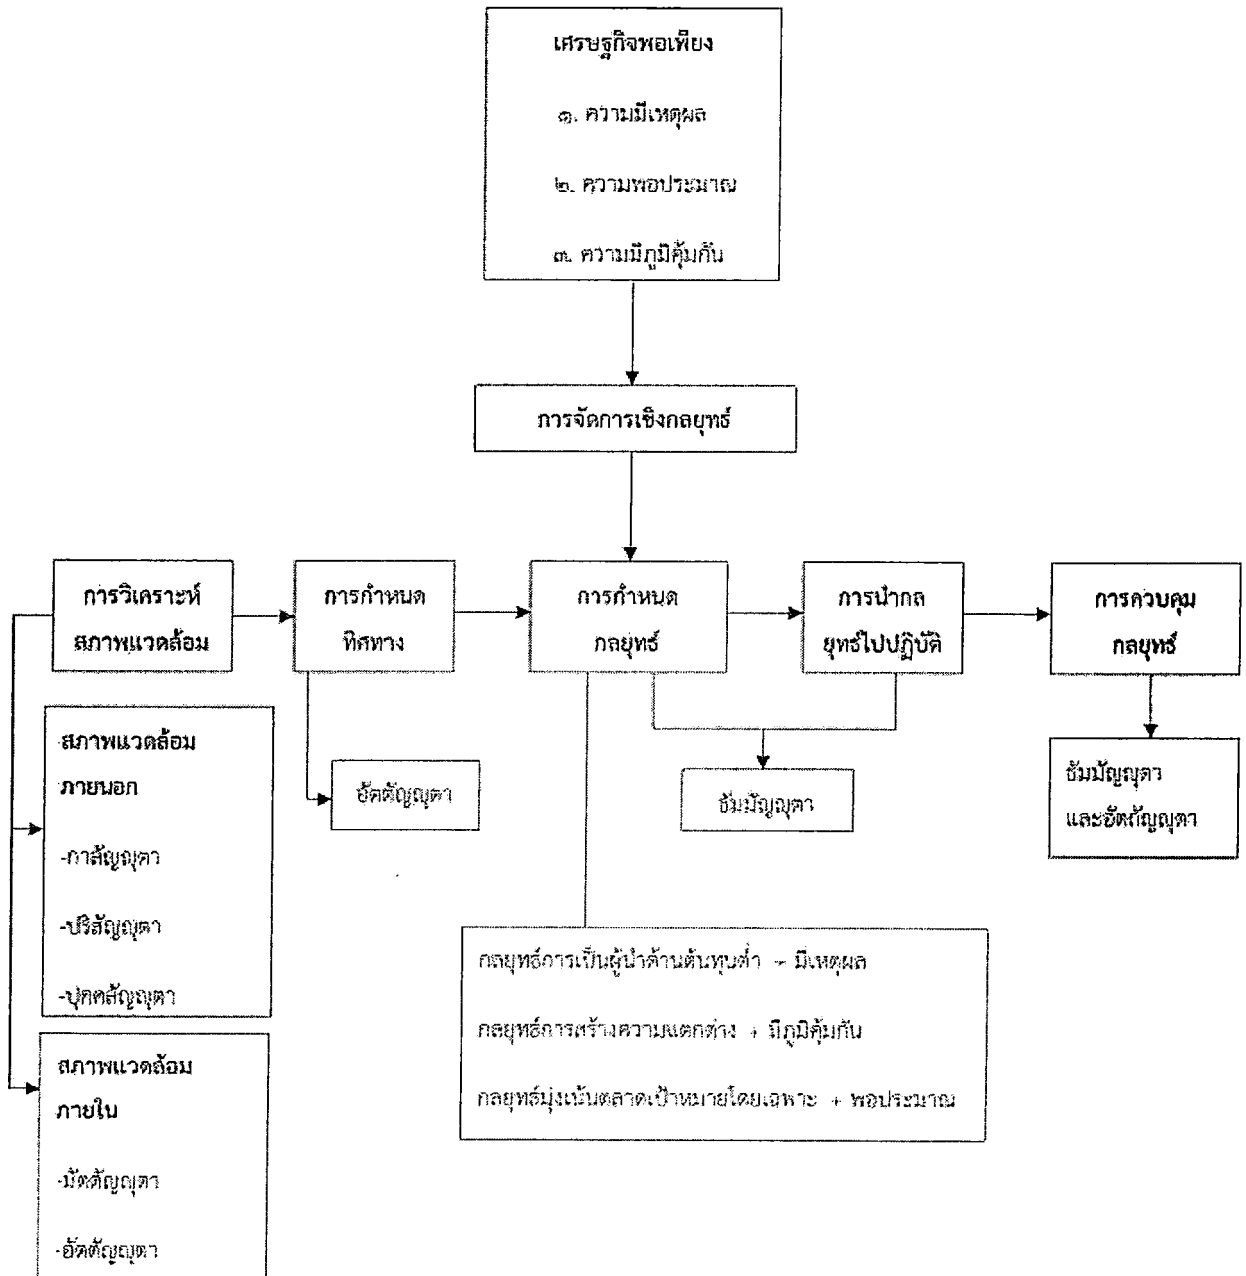 เศรษฐกิจพอเพียง
๑. ความมีเหตุผล
๒. ความพอประมาณ
๓. ความมีภูมิคุ้มกัน
การจัดการเชิงกลยุทธ์
การวิเคราะห์
สภาพแวดล้อม
การกำหนด
ทิศทาง
การกำหนด
กลยุทธ์
การนำกล
ยุทธ์ไปปฏิบัติ
การควบคุม
กลยุทธ์
สภาพแวดล้อม
ภายนอก
-กาลัญญุตา
-ปริสัญญุตา
-ปุคคลัญญุตา
สภาพแวดล้อม
ภายใน
-มัตตัญญุตา
-อัตตัญญุตา
อัตตัญญุตา
ธัมมัญญุตา
ธัมมัญญุตา
และอัตถัญญุตา
กลยุทธ์การเป็นผู้นำด้านต้นทุนต่ำ + มีเหตุผล
กลยุทธ์การสร้างความแตกต่าง + มีภูมิคุ้มกัน
กลยุทธ์มุ่งเน้นตลาดเป้าหมายโดยเฉพาะ + พอประมาณ